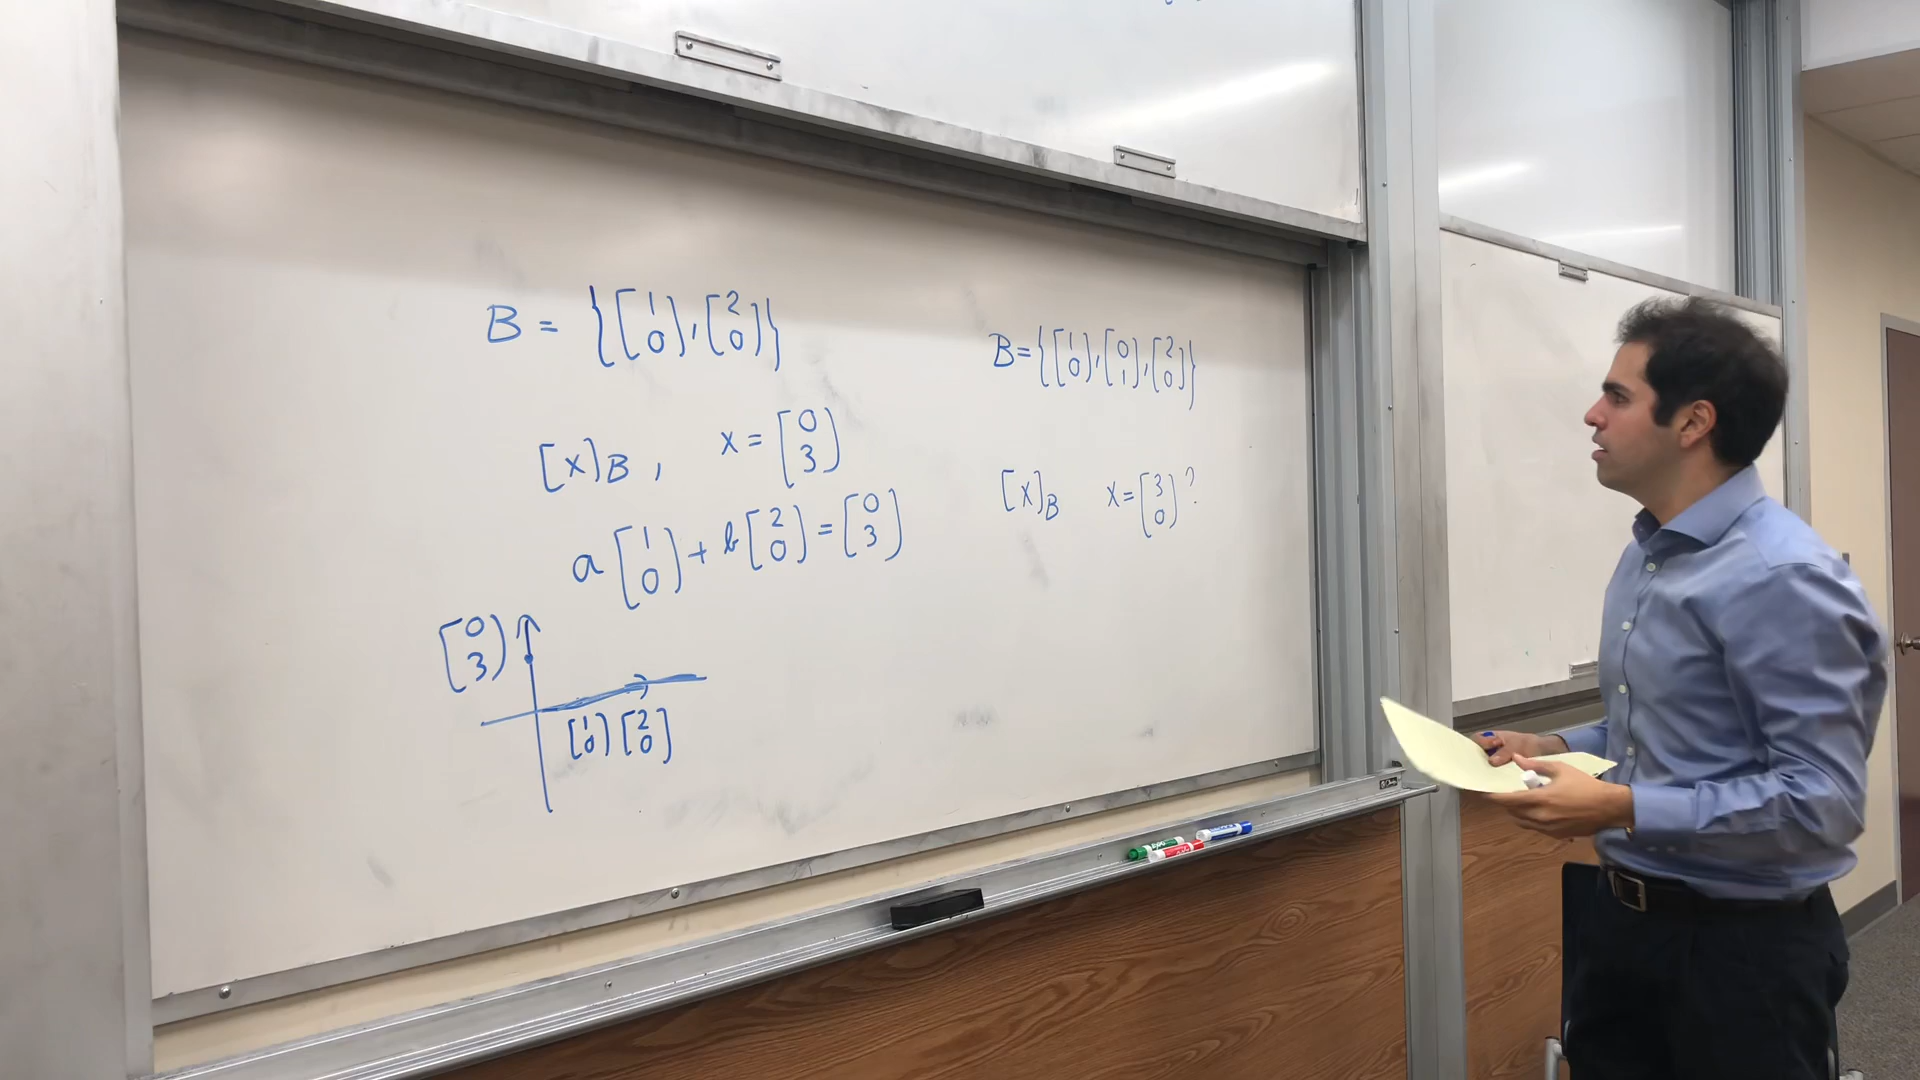 B = {[1 0], [2 0]}
[x]B , x = [0 3]
a [1 0] + b [2 0] = [0 3]
[0 3]
[1 0] [2 0]
B = {[1 0], [0 1], [2 0]}
[x]B x = [3 0] ?